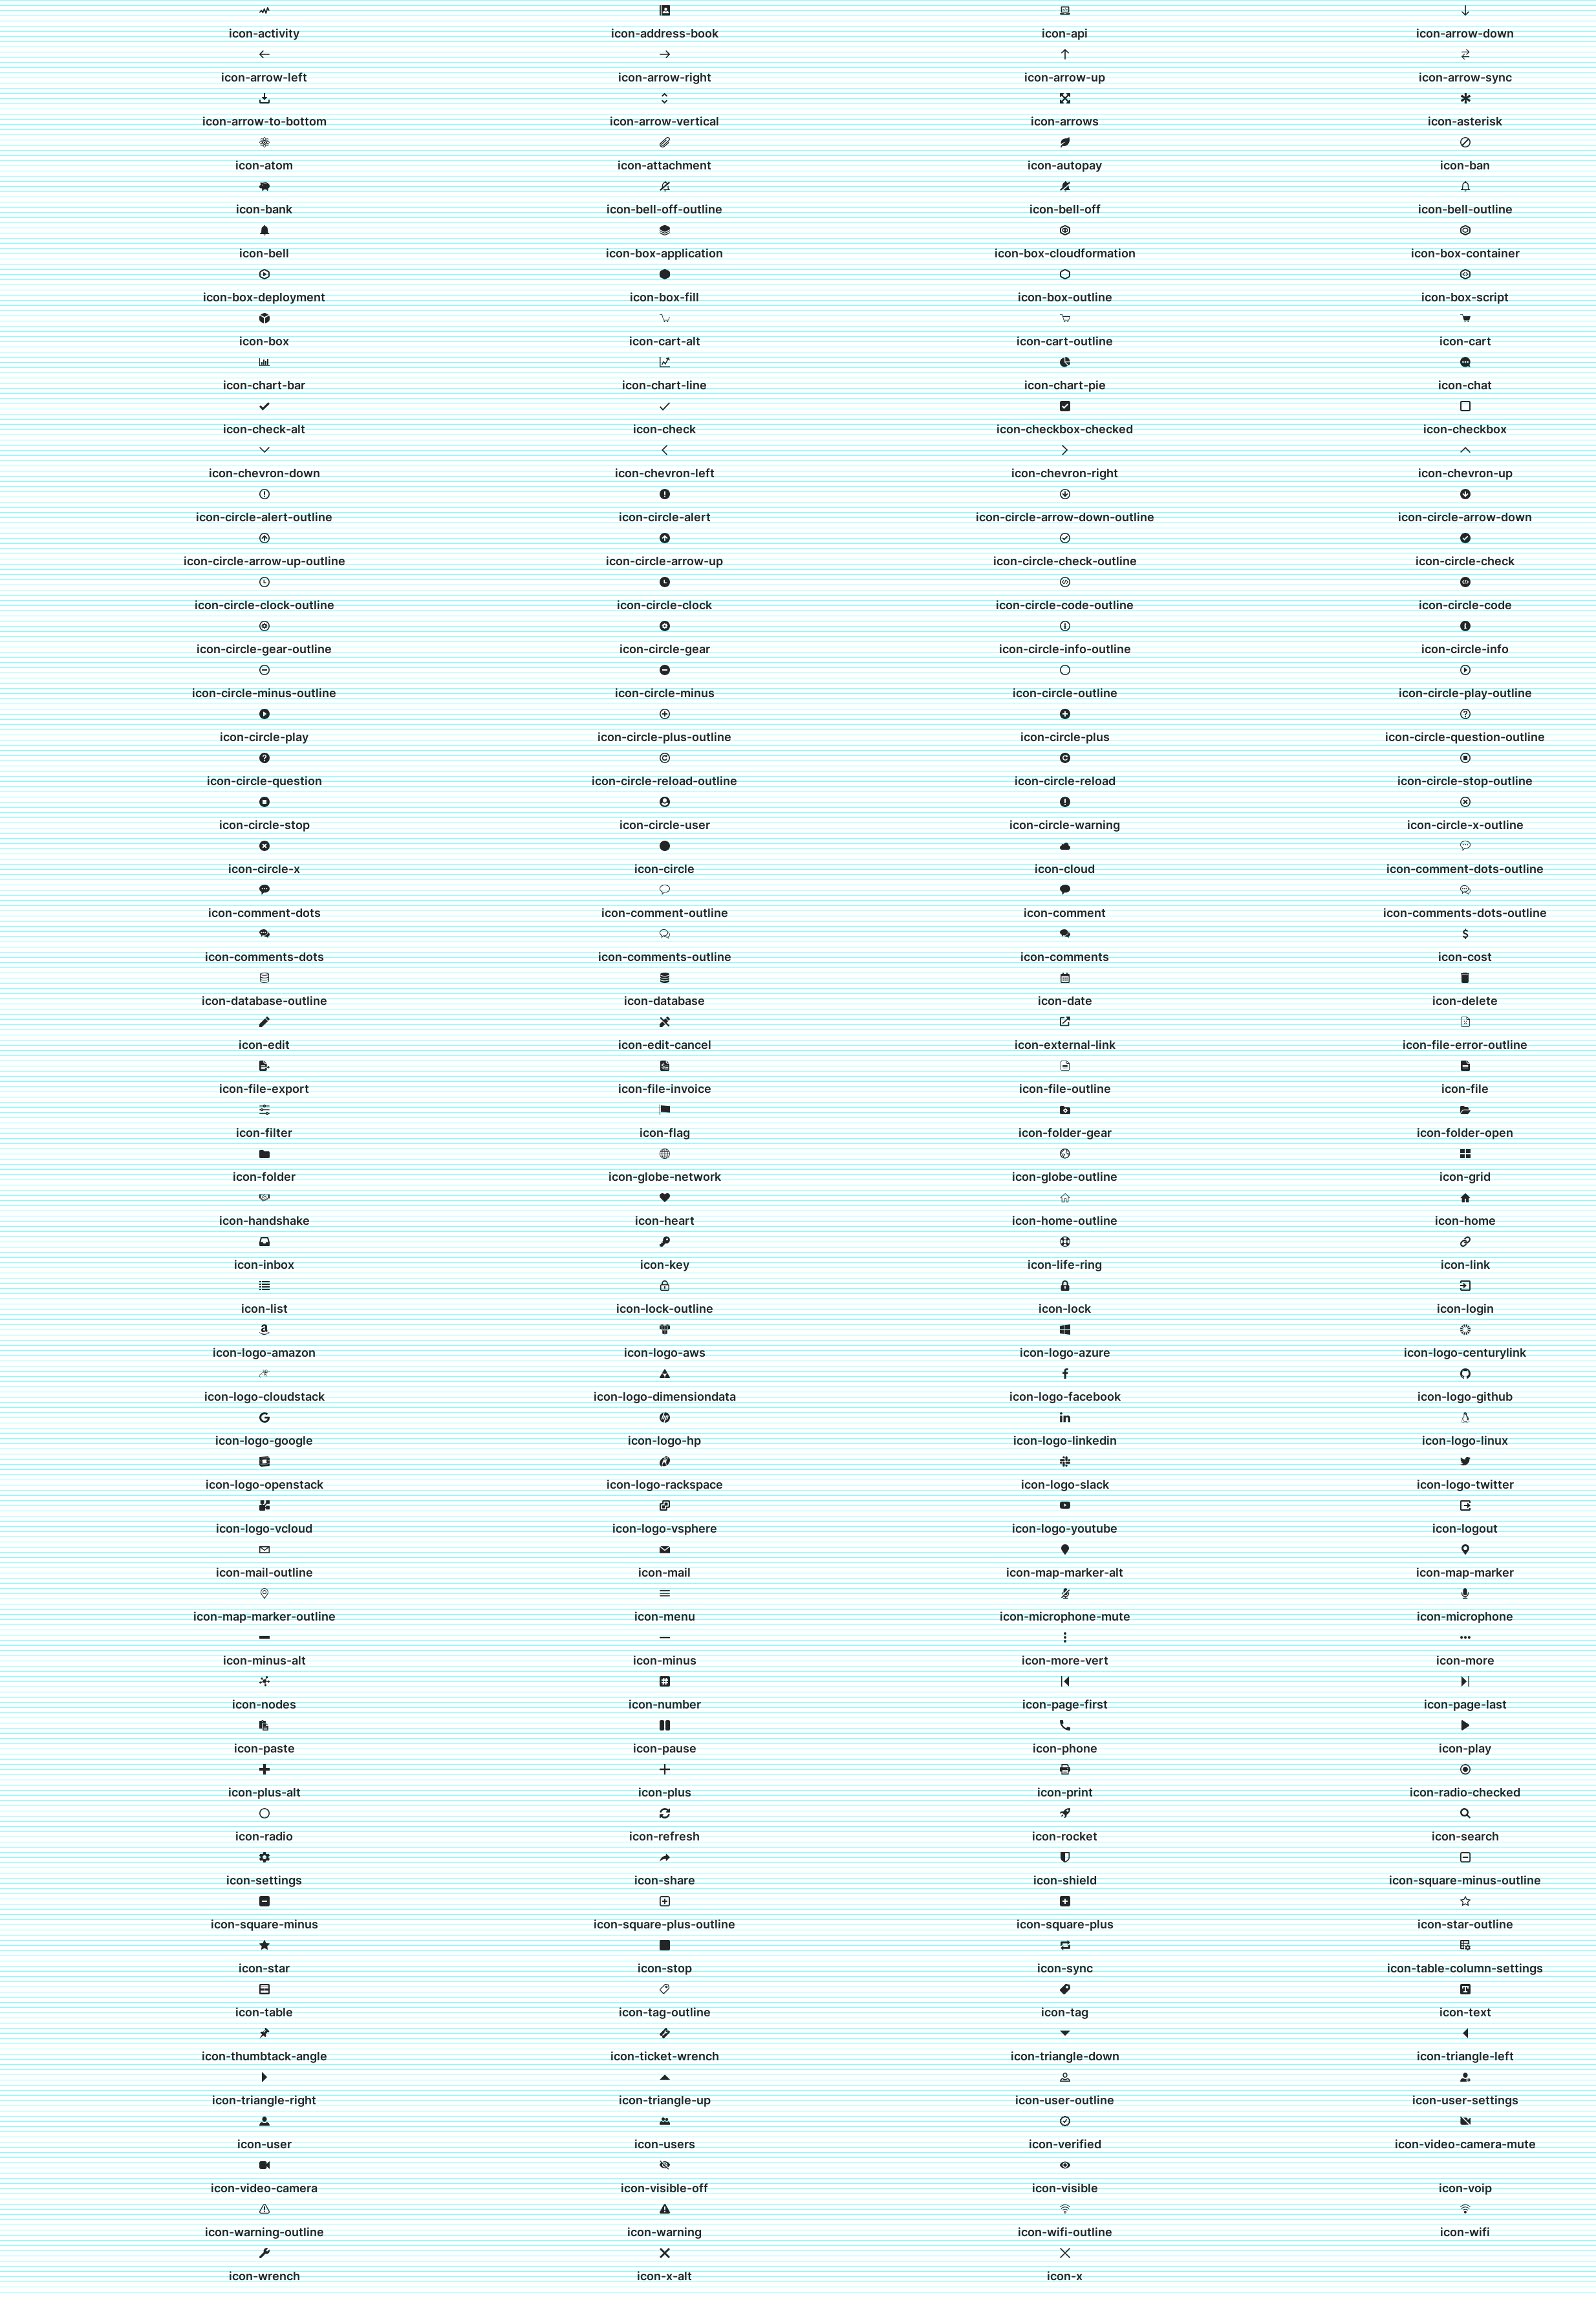 icon-activity icon-address-book icon-api icon-arrow-down
icon-arrow-left icon-arrow-right icon-arrow-up icon-arrow-sync
icon-arrow-to-bottom icon-arrow-vertical icon-arrows icon-asterisk
icon-atom icon-attachment icon-autopay icon-ban
icon-bank icon-bell-off-outline icon-bell-off icon-bell-outline
icon-bell icon-box-application icon-box-cloudformation icon-box-container
icon-box-deployment icon-box-fill icon-box-outline icon-box-script
icon-box icon-cart-alt icon-cart-outline icon-cart
icon-chart-bar icon-chart-line icon-chart-pie icon-chat
icon-check-alt icon-check icon-checkbox-checked icon-checkbox
icon-chevron-down icon-chevron-left icon-chevron-right icon-chevron-up
icon-circle-alert-outline icon-circle-alert icon-circle-arrow-down-outline icon-circle-arrow-down
icon-circle-arrow-up-outline icon-circle-arrow-up icon-circle-check-outline icon-circle-check
icon-circle-clock-outline icon-circle-clock icon-circle-code-outline icon-circle-code
icon-circle-gear-outline icon-circle-gear icon-circle-info-outline icon-circle-info
icon-circle-minus-outline icon-circle-minus icon-circle-outline icon-circle-play-outline
icon-circle-play icon-circle-plus-outline icon-circle-plus icon-circle-question-outline
icon-circle-question icon-circle-reload-outline icon-circle-reload icon-circle-stop-outline
icon-circle-stop icon-circle-user icon-circle-warning icon-circle-x-outline
icon-circle-x icon-circle icon-cloud icon-comment-dots-outline
icon-comment-dots icon-comment-outline icon-comment icon-comments-dots-outline
icon-comments-dots icon-comments-outline icon-comments icon-cost
icon-database-outline icon-database icon-date icon-delete
icon-edit icon-edit-cancel icon-external-link icon-file-error-outline
icon-file-export icon-file-invoice icon-file-outline icon-file
icon-filter icon-flag icon-folder-gear icon-folder-open
icon-folder icon-globe-network icon-globe-outline icon-grid
icon-handshake icon-heart icon-home-outline icon-home
icon-inbox icon-key icon-life-ring icon-link
icon-list icon-lock-outline icon-lock icon-login
icon-logo-amazon icon-logo-aws icon-logo-azure icon-logo-centurylink
icon-logo-cloudstack icon-logo-dimensiondata icon-logo-facebook icon-logo-github
icon-logo-google icon-logo-hp icon-logo-linkedin icon-logo-linux
icon-logo-openstack icon-logo-rackspace icon-logo-slack icon-logo-twitter
icon-logo-vcloud icon-logo-vsphere icon-logo-youtube icon-logout
icon-mail-outline icon-mail icon-map-marker-alt icon-map-marker
icon-map-marker-outline icon-menu icon-microphone-mute icon-microphone
icon-minus-alt icon-minus icon-more-vert icon-more
icon-nodes icon-number icon-page-first icon-page-last
icon-paste icon-pause icon-phone icon-play
icon-plus-alt icon-plus icon-print icon-radio-checked
icon-radio icon-refresh icon-rocket icon-search
icon-settings icon-share icon-shield icon-square-minus-outline
icon-square-minus icon-square-plus-outline icon-square-plus icon-star-outline
icon-star icon-stop icon-sync icon-table-column-settings
icon-table icon-tag-outline icon-tag icon-text
icon-thumbtack-angle icon-ticket-wrench icon-triangle-down icon-triangle-left
icon-triangle-right icon-triangle-up icon-user-outline icon-user-settings
icon-user icon-users icon-verified icon-video-camera-mute
icon-video-camera icon-visible-off icon-visible icon-voip
icon-warning-outline icon-warning icon-wifi-outline icon-wifi
icon-wrench icon-x-alt icon-x